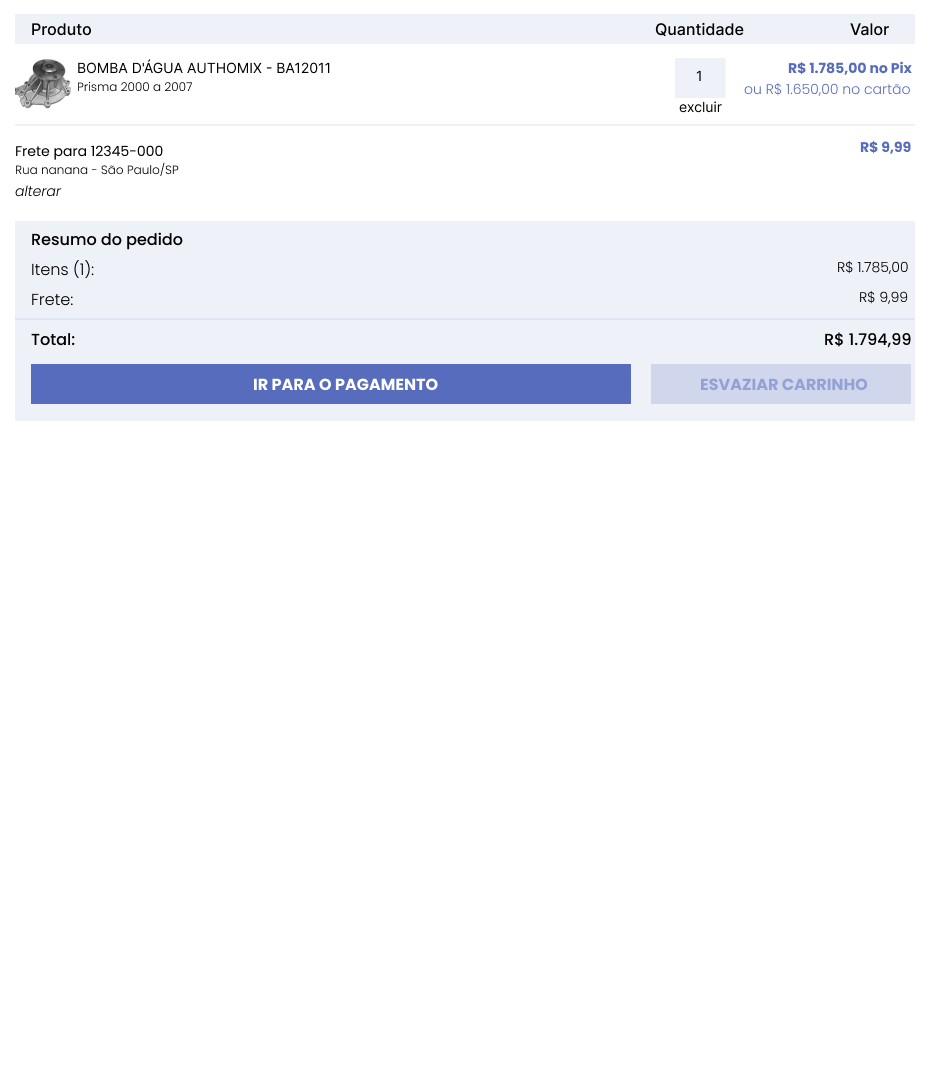 Produto Quantidade Valor
BOMBA D'ÁGUA AUTHOMIX - BA12011
Prisma 2000 a 2007
1
excluir
R$ 1.785,00 no Pix
ou R$ 1.650,00 no cartão
Frete para 12345-000
Rua nanana - São Paulo/SP
alterar
R$ 9,99
Resumo do pedido
Itens (1): R$ 1.785,00
Frete: R$ 9,99
Total: R$ 1.794,99
IR PARA O PAGAMENTO ESVAZIAR CARRINHO